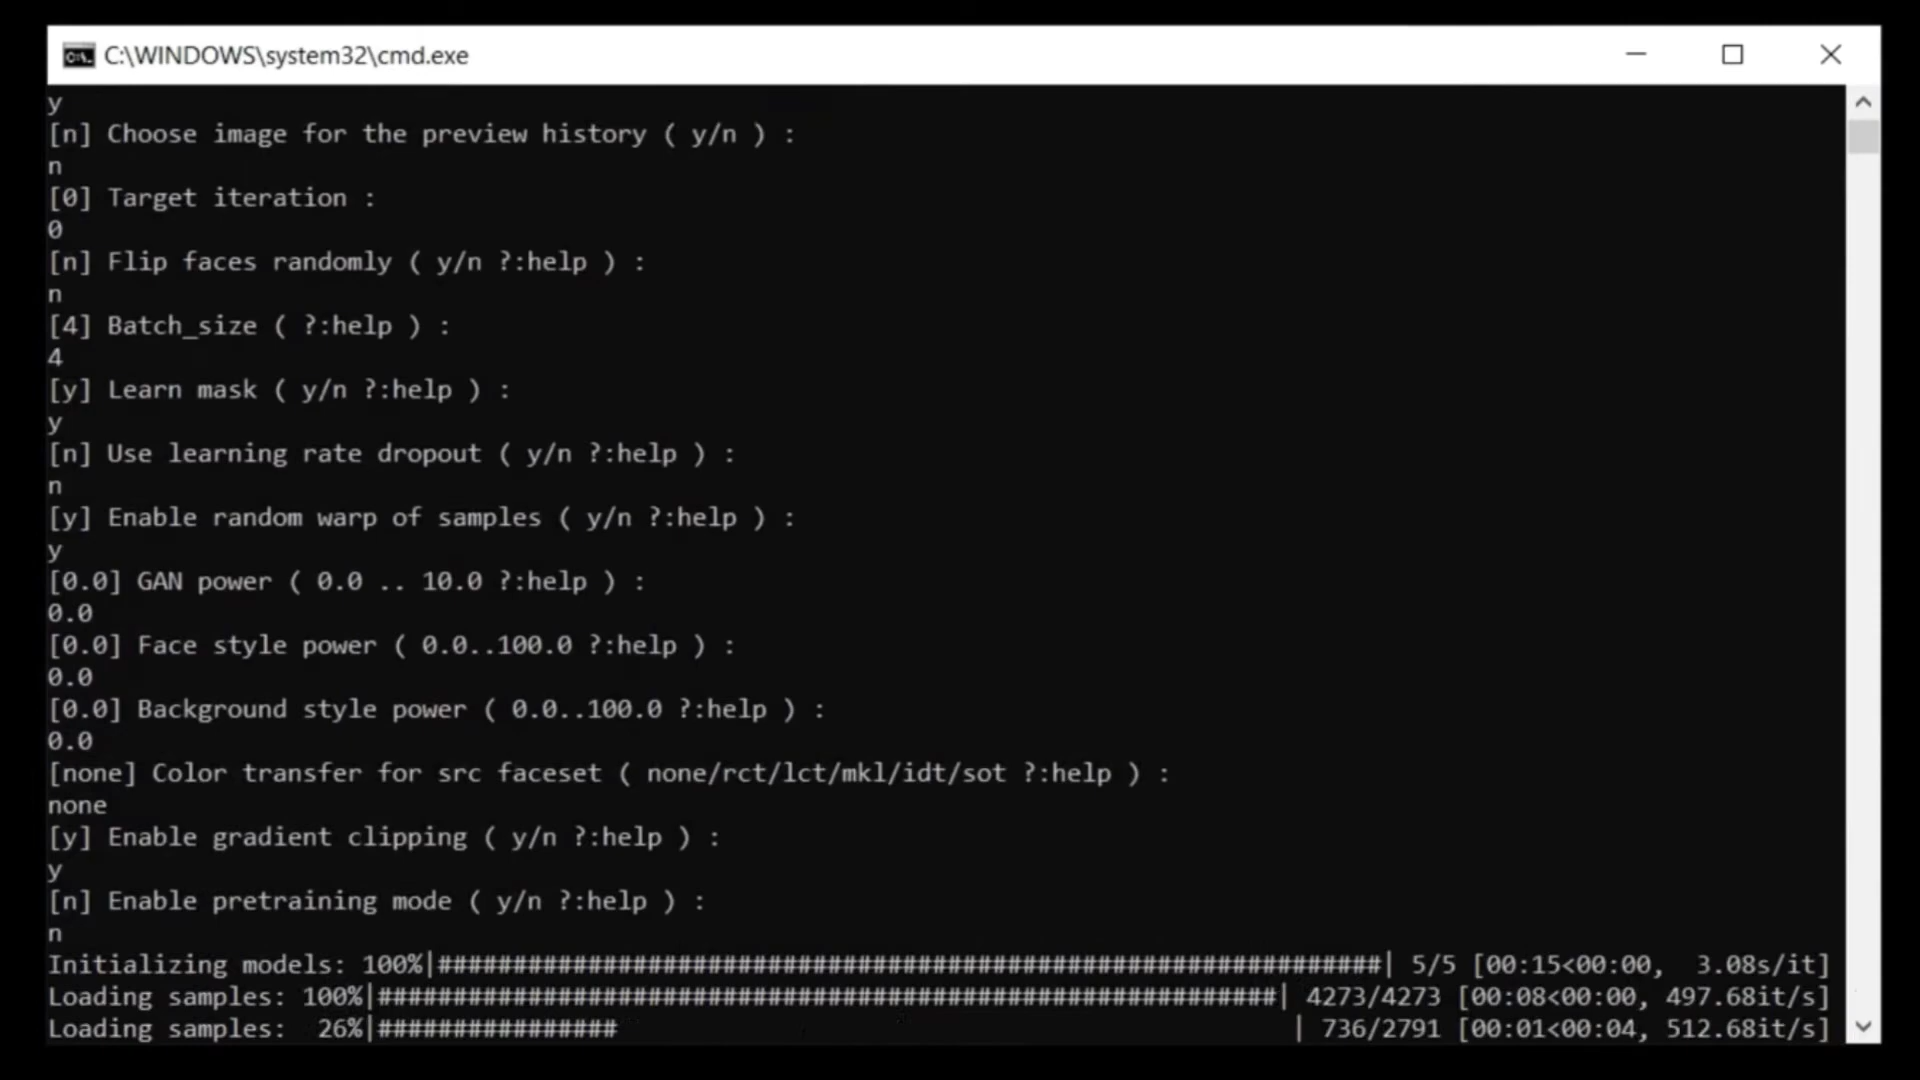 C:\WINDOWS\system32\cmd.exe
y
[n] Choose image for the preview history ( y/n ) :
n
[0] Target iteration :
0
[n] Flip faces randomly ( y/n ?:help ) :
n
[4] Batch_size ( ?:help ) :
4
[y] Learn mask ( y/n ?:help ) :
y
[n] Use learning rate dropout ( y/n ?:help ) :
n
[y] Enable random warp of samples ( y/n ?:help ) :
y
[0.0] GAN power ( 0.0 .. 10.0 ?:help ) :
0.0
[0.0] Face style power ( 0.0..100.0 ?:help ) :
0.0
[0.0] Background style power ( 0.0..100.0 ?:help ) :
0.0
[none] Color transfer for src faceset ( none/rct/lct/mkl/idt/sot ?:help ) :
none
[y] Enable gradient clipping ( y/n ?:help ) :
y
[n] Enable pretraining mode ( y/n ?:help ) :
n
Initializing models: 100%|###############################################################| 5/5 [00:15<00:00,  3.08s/it]
Loading samples: 100%|############################################################| 4273/4273 [00:08<00:00, 497.68it/s]
Loading samples:  26%|################                                             | 736/2791 [00:01<00:04, 512.68it/s]